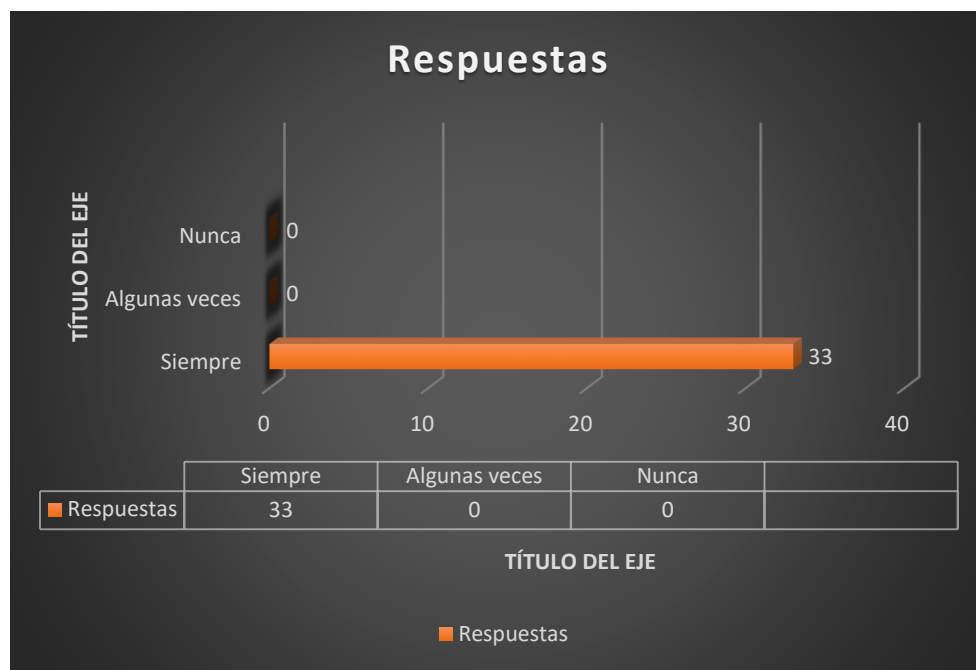 Respuestas
TÍTULO DEL EJE
Nunca 0
Algunas veces 0
Siempre 33
0 10 20 30 40
Siempre Algunas veces Nunca
Respuestas 33 0 0
TÍTULO DEL EJE
Respuestas